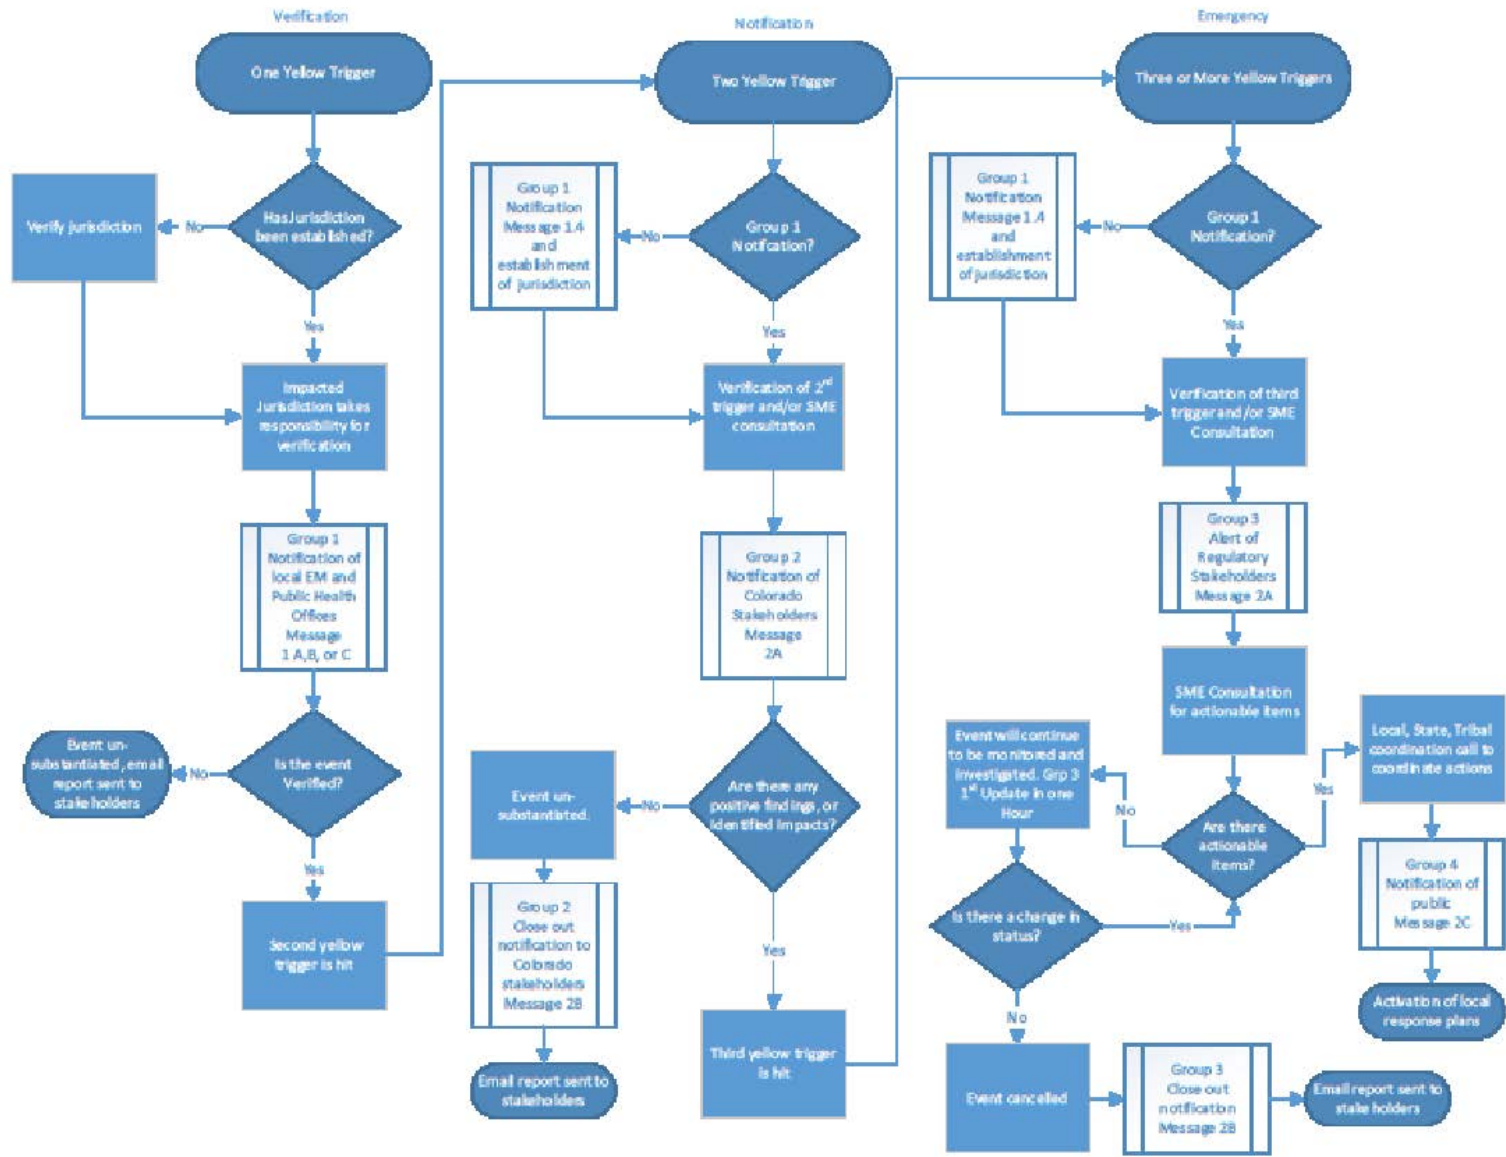 Verification
One Yellow Trigger
Has Jurisdiction
been established?
No
Verify jurisdiction
Yes
Impacted
Jurisdiction takes
responsibility for
verification
Group 1
Notification of
local EM and
Public Health
Offices
Message
1 A,B, or C
Is the event
Verified?
No
Event un-
substantiated, email
report sent to
stakeholders
Yes
Second yellow
trigger is hit
Notification
Two Yellow Trigger
Group 1
Notification?
No
Group 1
Notification
Message 1.4
and
establishment
of jurisdiction
Yes
Verification of 2nd
trigger and/or SME
consultation
Group 2
Notification of
Colorado
Stakeholders
Message
2A
Are there any
positive findings, or
identified impacts?
No
Event un-
substantiated.
Group 2
Close out
notification to
Colorado
stakeholders
Message 2B
Email report sent to
stakeholders
Yes
Third yellow trigger
is hit
Emergency
Three or More Yellow Triggers
Group 1
Notification?
No
Group 1
Notification
Message 1.4
and
establishment
of jurisdiction
Yes
Verification of third
trigger and/or SME
Consultation
Group 3
Alert of
Regulatory
Stakeholders
Message 2A
SME Consultation
for actionable items
Are there
actionable
items?
No
Event will continue
to be monitored and
investigated. Grp 3
1st Update in one
Hour
Is there a change in
status?
Yes
No
Event cancelled
Group 3
Close out
notification
Message 2B
Email report sent to
stake holders
Yes
Local, State, Tribal
coordination call to
coordinate actions
Group 4
Notification of
public
Message 2C
Activation of local
response plans